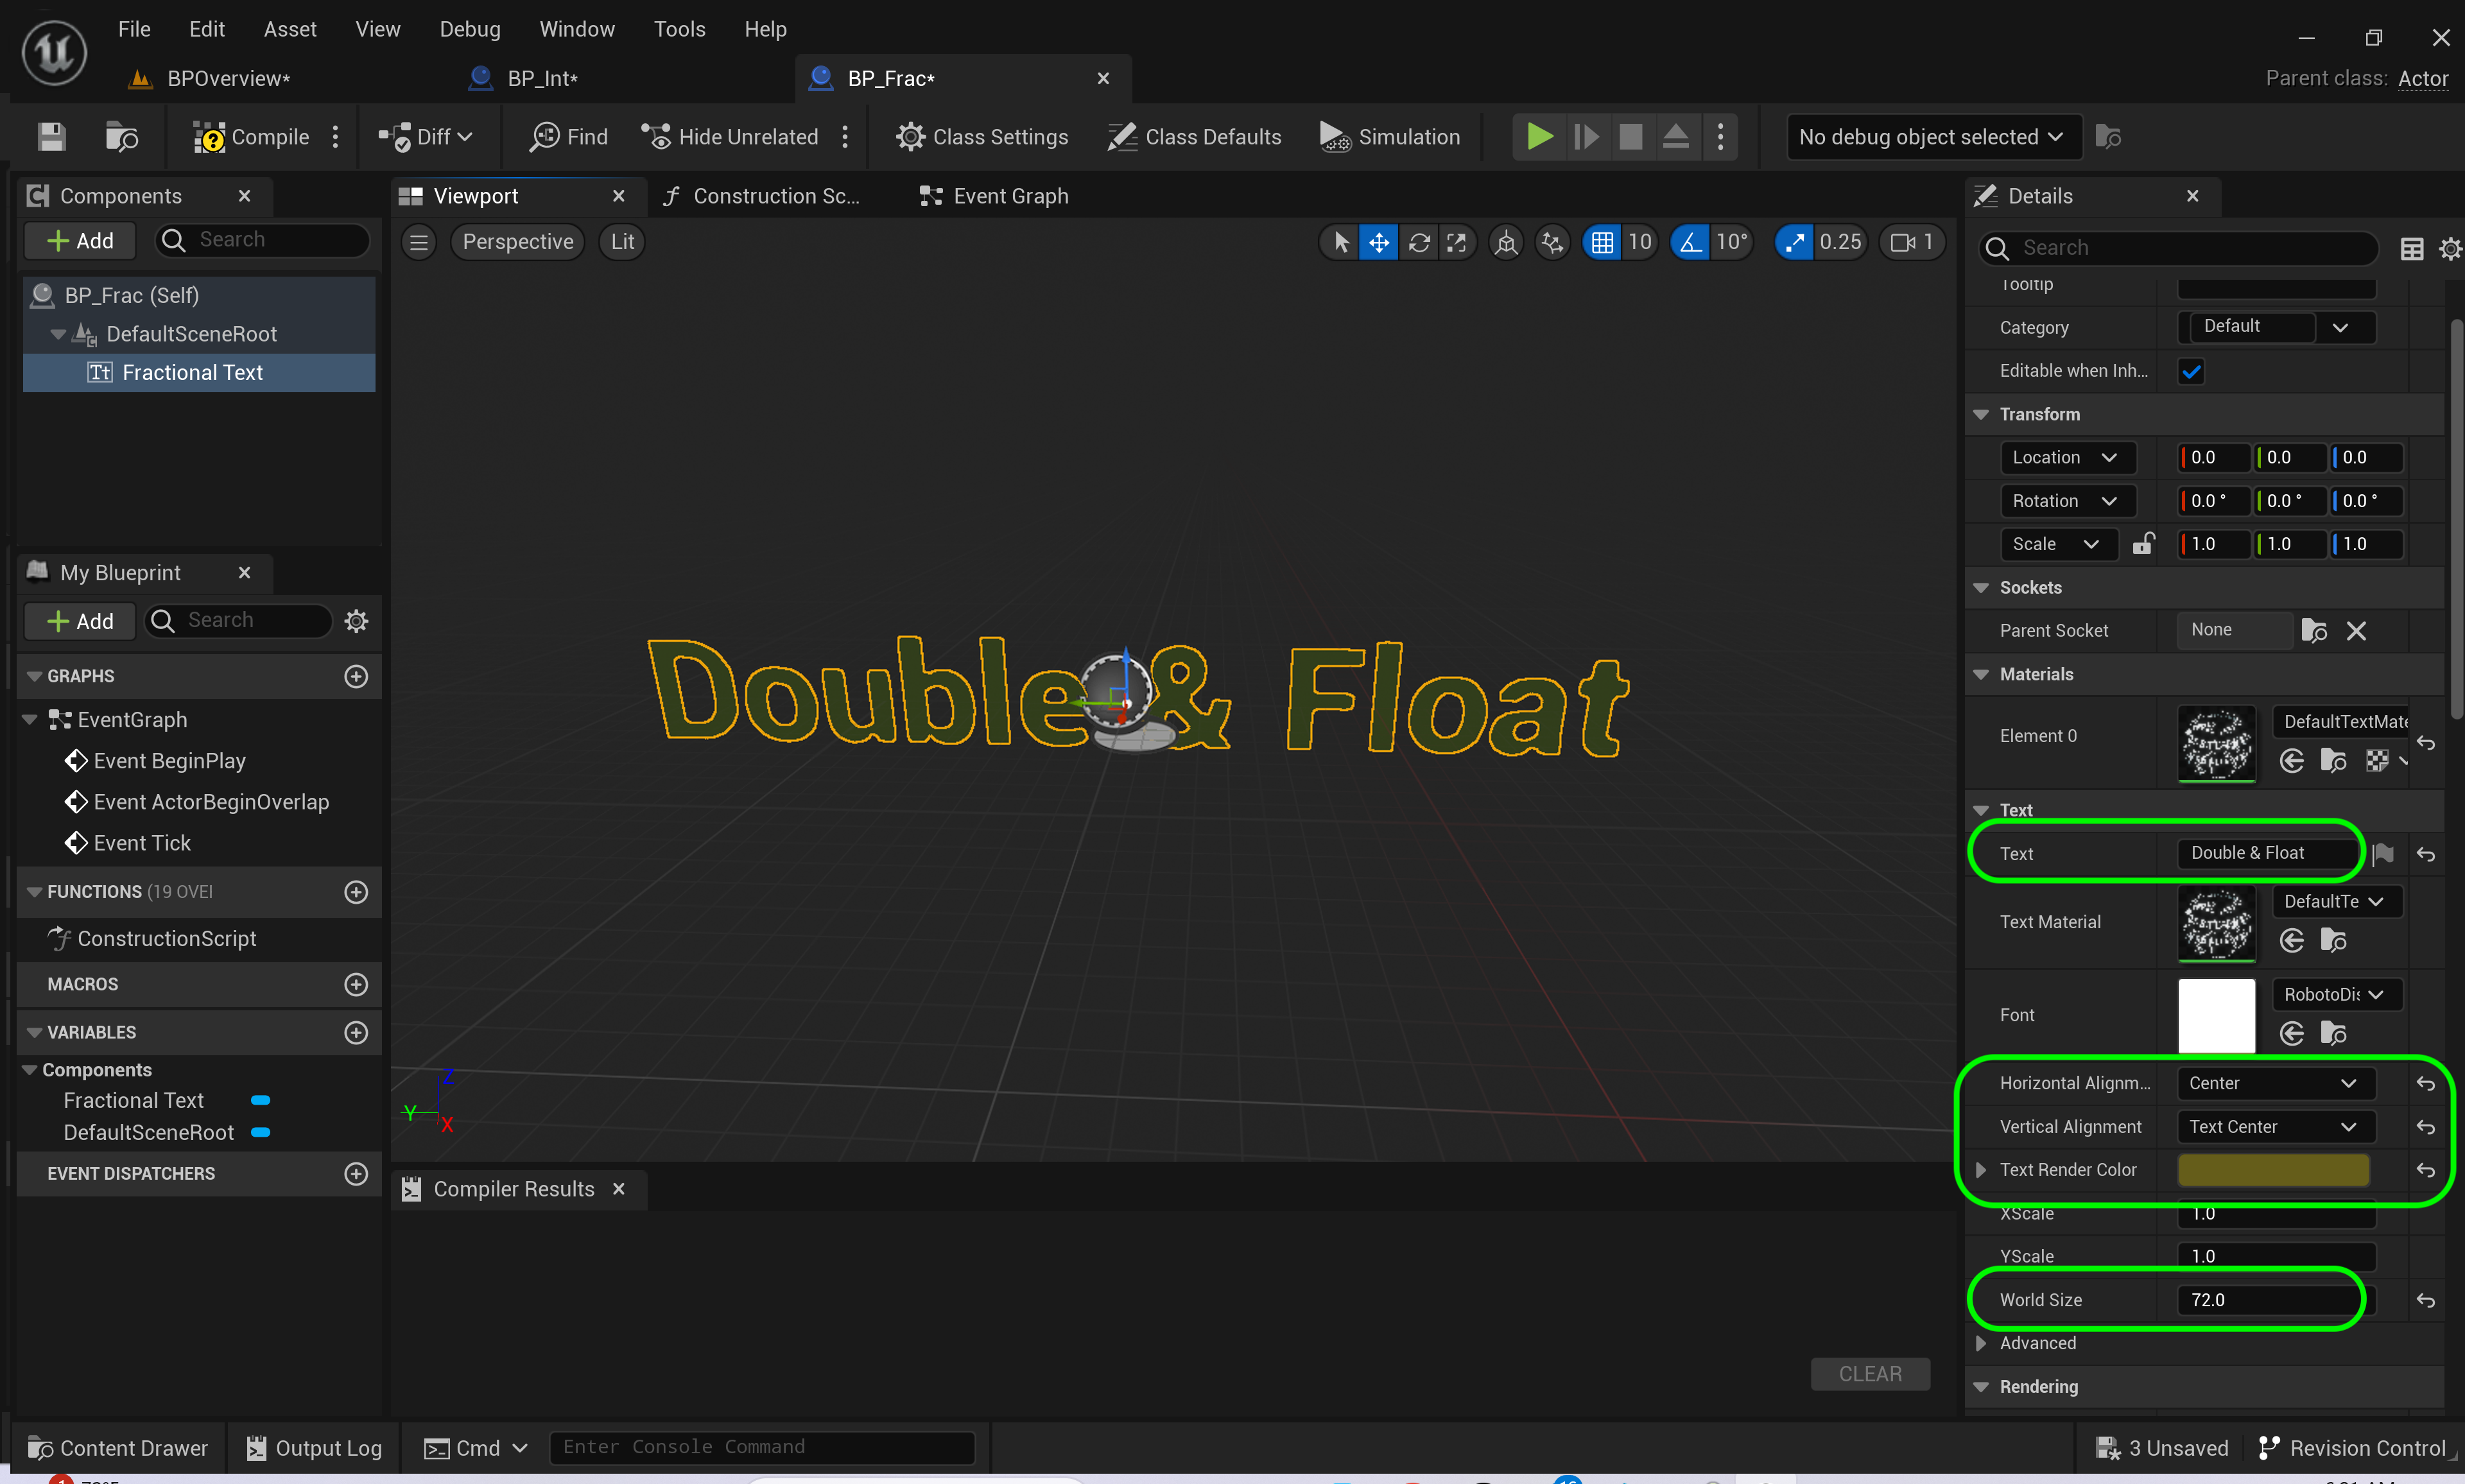 File Edit Asset View Debug Window Tools Help
BPOverview* BP_Int* BP_Frac*
Parent class: Actor
Compile Diff Find Hide Unrelated Class Settings Class Defaults Simulation No debug object selected
Components
Add Search
BP_Frac (Self)
DefaultSceneRoot
Tt Fractional Text
My Blueprint
Add Search
GRAPHS
EventGraph
Event BeginPlay
Event ActorBeginOverlap
Event Tick
FUNCTIONS (19 OVEI
ConstructionScript
MACROS
VARIABLES
Components
Fractional Text
DefaultSceneRoot
EVENT DISPATCHERS
Viewport Construction Sc... Event Graph
Perspective Lit 10 10° 0.25 1
Double & Float
Z
Y
X
Compiler Results
CLEAR
Details
Search
Tooltip
Category Default
Editable when Inh...
Transform
Location 0.0 0.0 0.0
Rotation 0.0 ° 0.0 ° 0.0 °
Scale 1.0 1.0 1.0
Sockets
Parent Socket None
Materials
Element 0 DefaultTextMate
Text
Text Double & Float
Text Material DefaultTe
Font RobotoDis
Horizontal Alignm... Center
Vertical Alignment Text Center
Text Render Color
XScale 1.0
YScale 1.0
World Size 72.0
Advanced
Rendering
Content Drawer Output Log Cmd Enter Console Command 3 Unsaved Revision Control